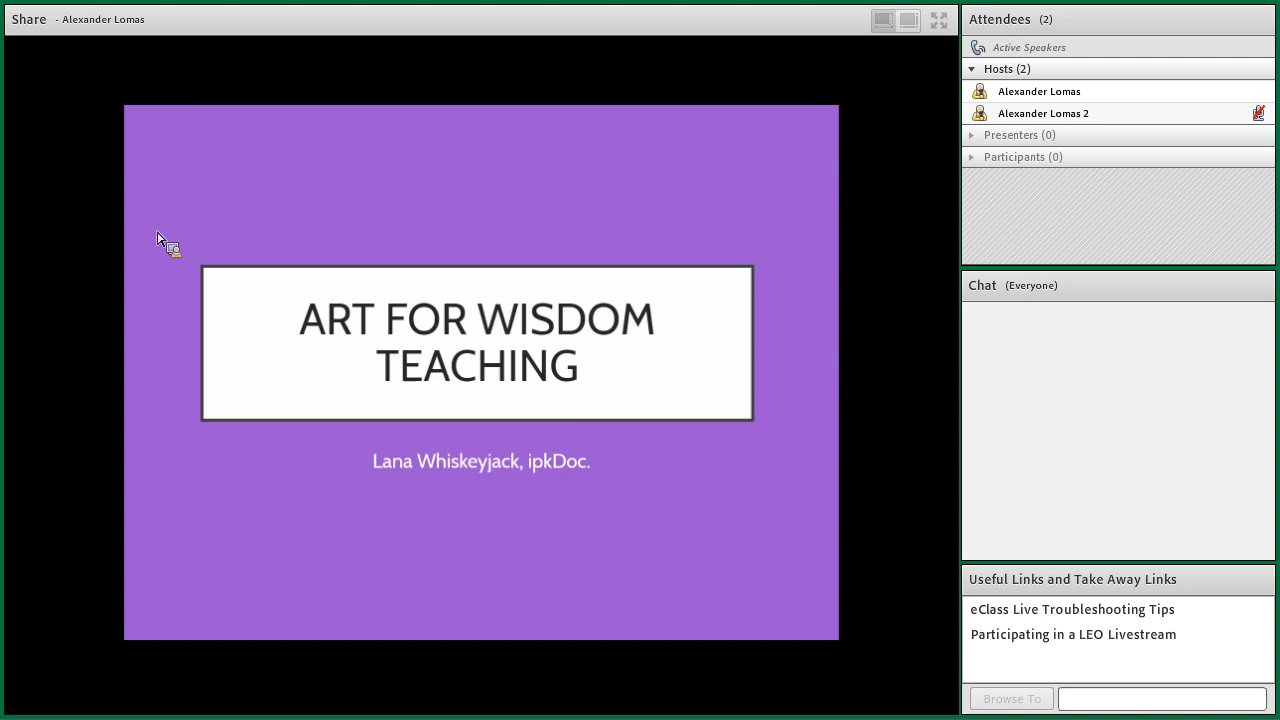 Share - Alexander Lomas
Attendees (2)
Active Speakers
Hosts (2)
Alexander Lomas
Alexander Lomas 2
Presenters (0)
Participants (0)
ART FOR WISDOM
TEACHING
Lana Whiskeyjack, ipkDoc.
Chat (Everyone)
Useful Links and Take Away Links
eClass Live Troubleshooting Tips
Participating in a LEO Livestream
Browse To